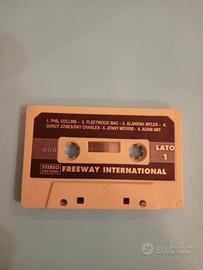 1. PHIL COLLINS - 2. FLEETWOOD MAC - 3. ALANNAH MYLES - 4.
QUINCY JONES/RAY CHARLES - 5. JENNY MORRIS - 6. ADAM ANT
LATO
1
STEREO
FREEWAY INTERNATIONAL
subito